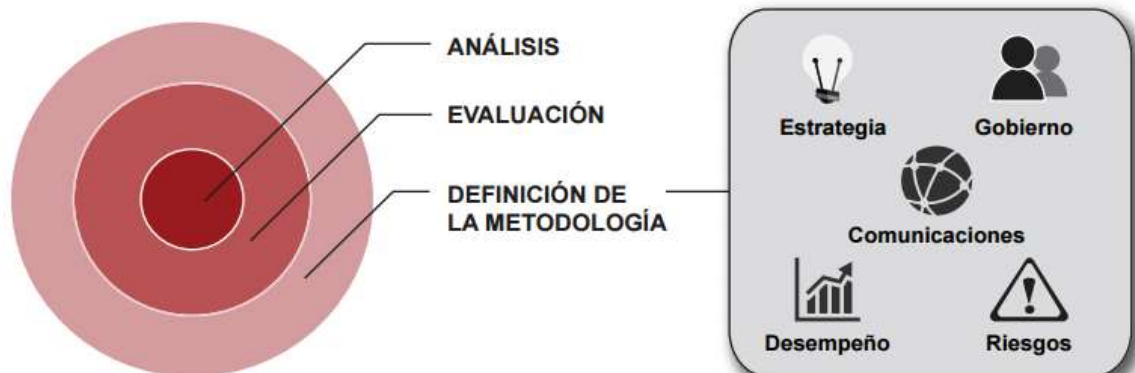 ANÁLISIS
EVALUACIÓN
DEFINICIÓN DE
LA METODOLOGÍA
Estrategia
Gobierno
Comunicaciones
Desempeño
Riesgos